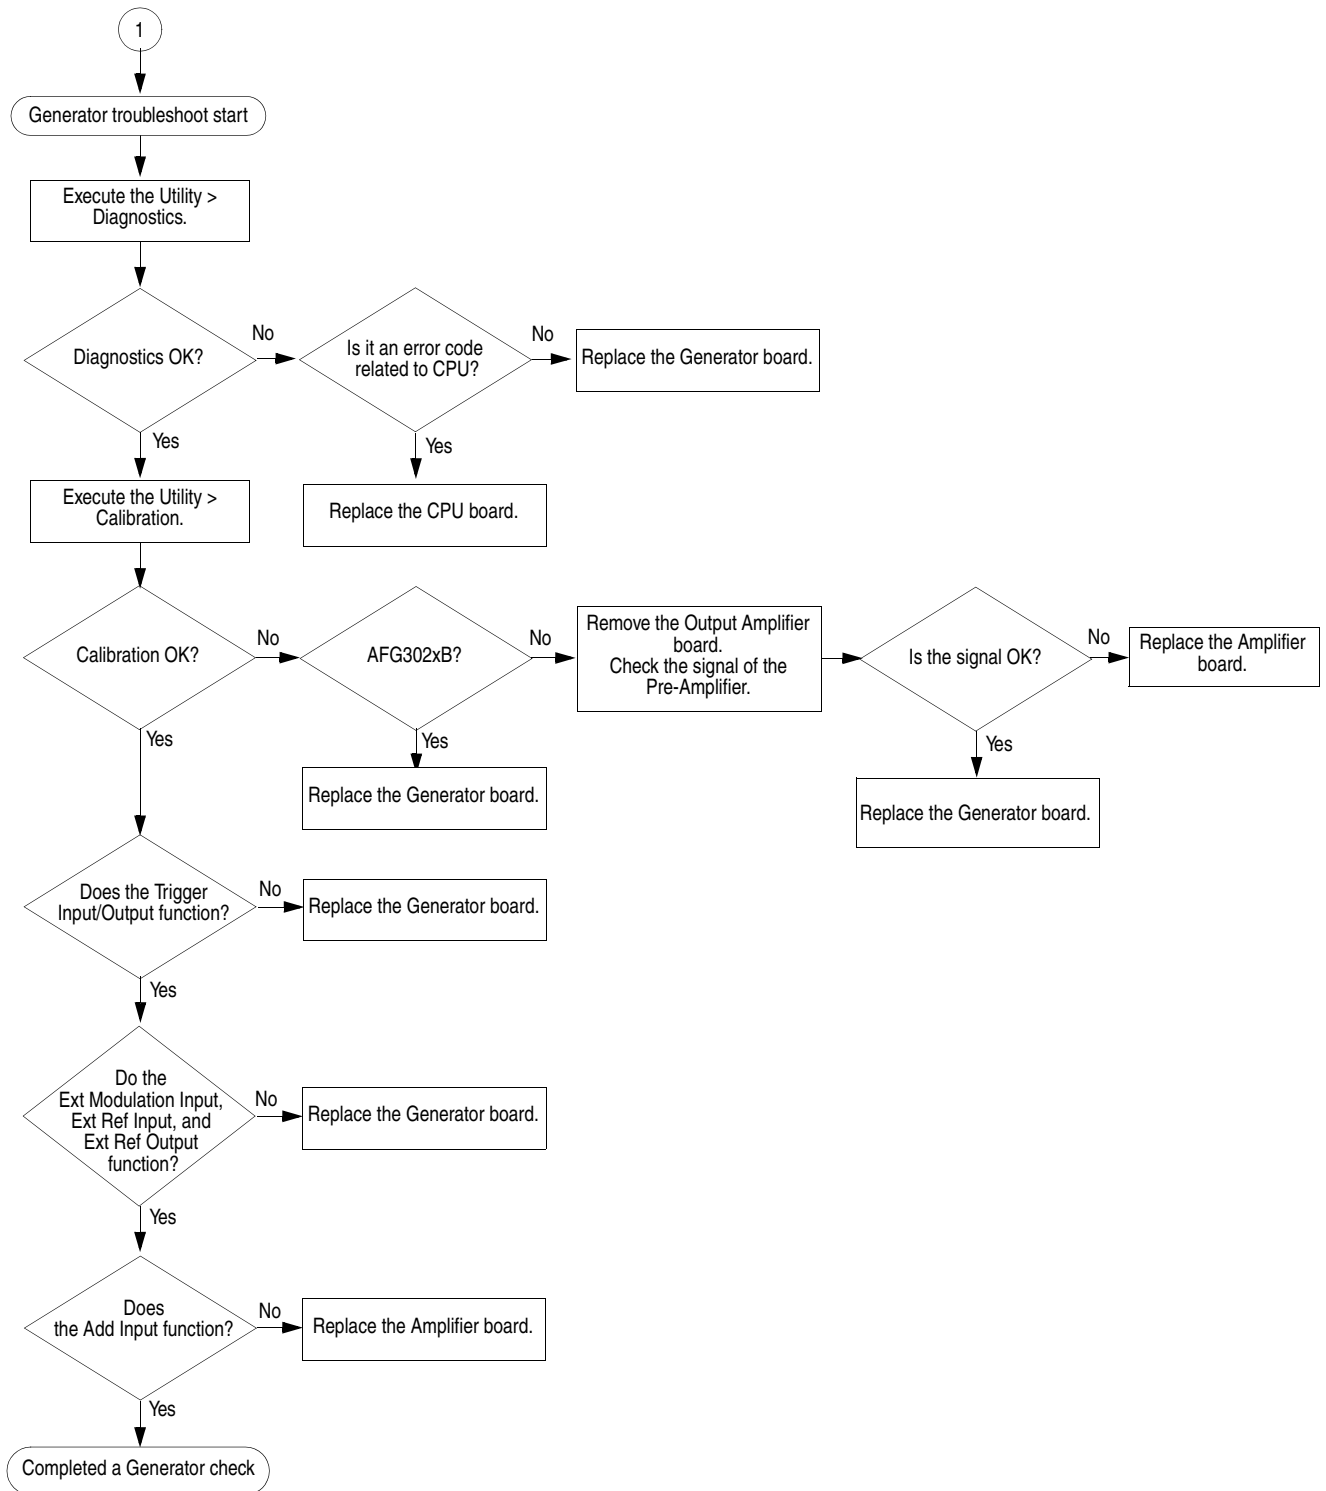 1
Generator troubleshoot start
Execute the Utility >
Diagnostics.
Diagnostics OK?
No
Is it an error code
related to CPU?
No
Replace the Generator board.
Yes
Yes
Execute the Utility >
Calibration.
Replace the CPU board.
Calibration OK?
No
AFG302xB?
No
Remove the Output Amplifier
board.
Check the signal of the
Pre-Amplifier.
Is the signal OK?
No
Replace the Amplifier
board.
Yes
Yes
Yes
Replace the Generator board.
Replace the Generator board.
Does the Trigger
Input/Output function?
No
Replace the Generator board.
Yes
Do the
Ext Modulation Input,
Ext Ref Input, and
Ext Ref Output
function?
No
Replace the Generator board.
Yes
Does
the Add Input function?
No
Replace the Amplifier board.
Yes
Completed a Generator check